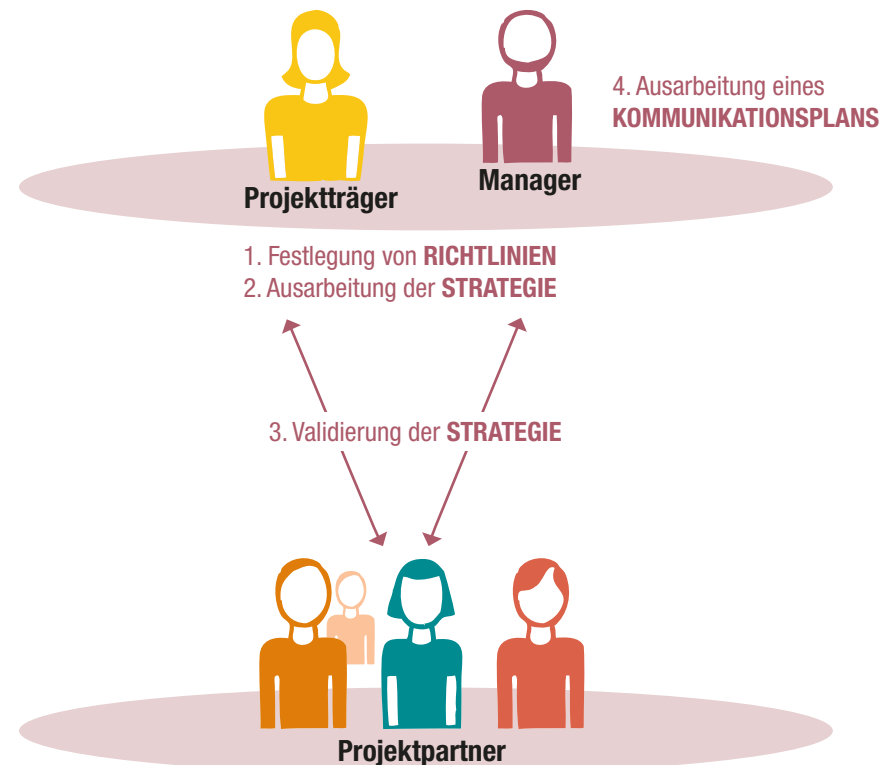 4. Ausarbeitung eines
KOMMUNIKATIONSPLANS
Projektträger
Manager
1. Festlegung von RICHTLINIEN
2. Ausarbeitung der STRATEGIE
3. Validierung der STRATEGIE
Projektpartner